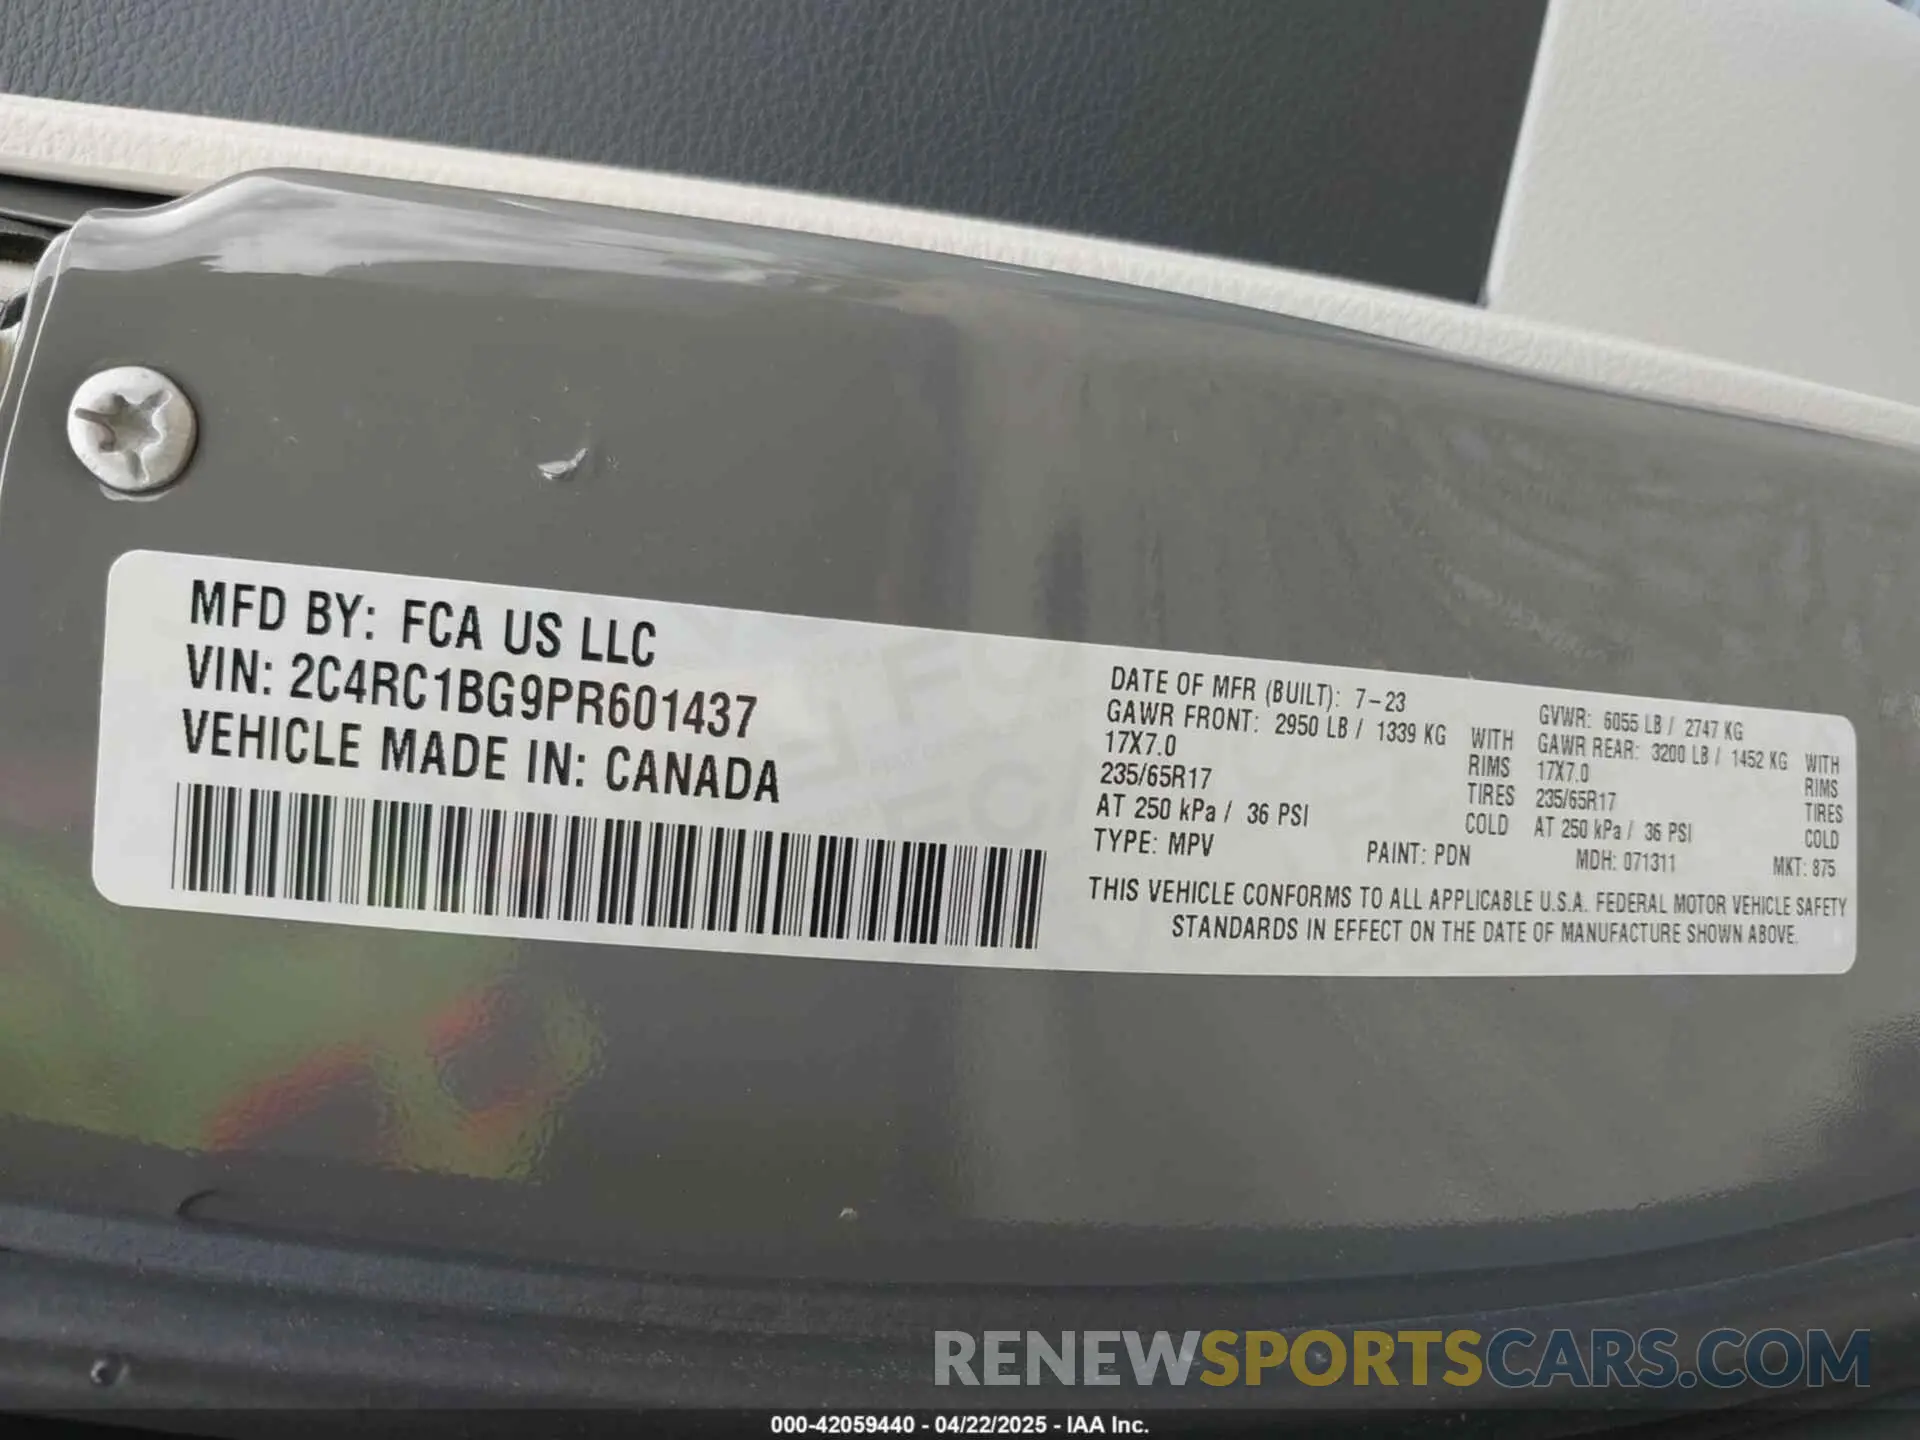 MFD BY: FCA US LLC
VIN: 2C4RC1BG9PR601437
VEHICLE MADE IN: CANADA
DATE OF MFR (BUILT): 7-23 GVWR: 6055 LB / 2747 KG
GAWR FRONT: 2950 LB / 1339 KG WITH GAWR REAR: 3200 LB / 1452 KG WITH
17X7.0 RIMS 17X7.0 RIMS
235/65R17 TIRES 235/65R17 TIRES
AT 250 kPa / 36 PSI COLD AT 250 kPa / 36 PSI COLD
TYPE: MPV PAINT: PDN MDH: 071311 MKT: 875
THIS VEHICLE CONFORMS TO ALL APPLICABLE U.S.A. FEDERAL MOTOR VEHICLE SAFETY
STANDARDS IN EFFECT ON THE DATE OF MANUFACTURE SHOWN ABOVE.
RENEWSPORTSCARS.COM
000-42059440 - 04/22/2025 - IAA Inc.